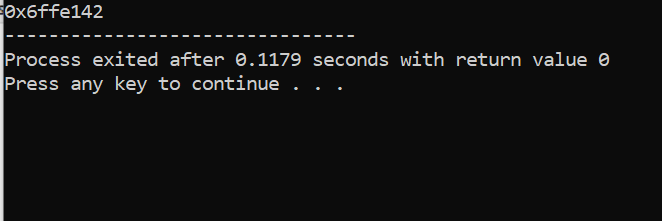 0x6ffe142
--------------------------------
Process exited after 0.1179 seconds with return value 0
Press any key to continue . . .